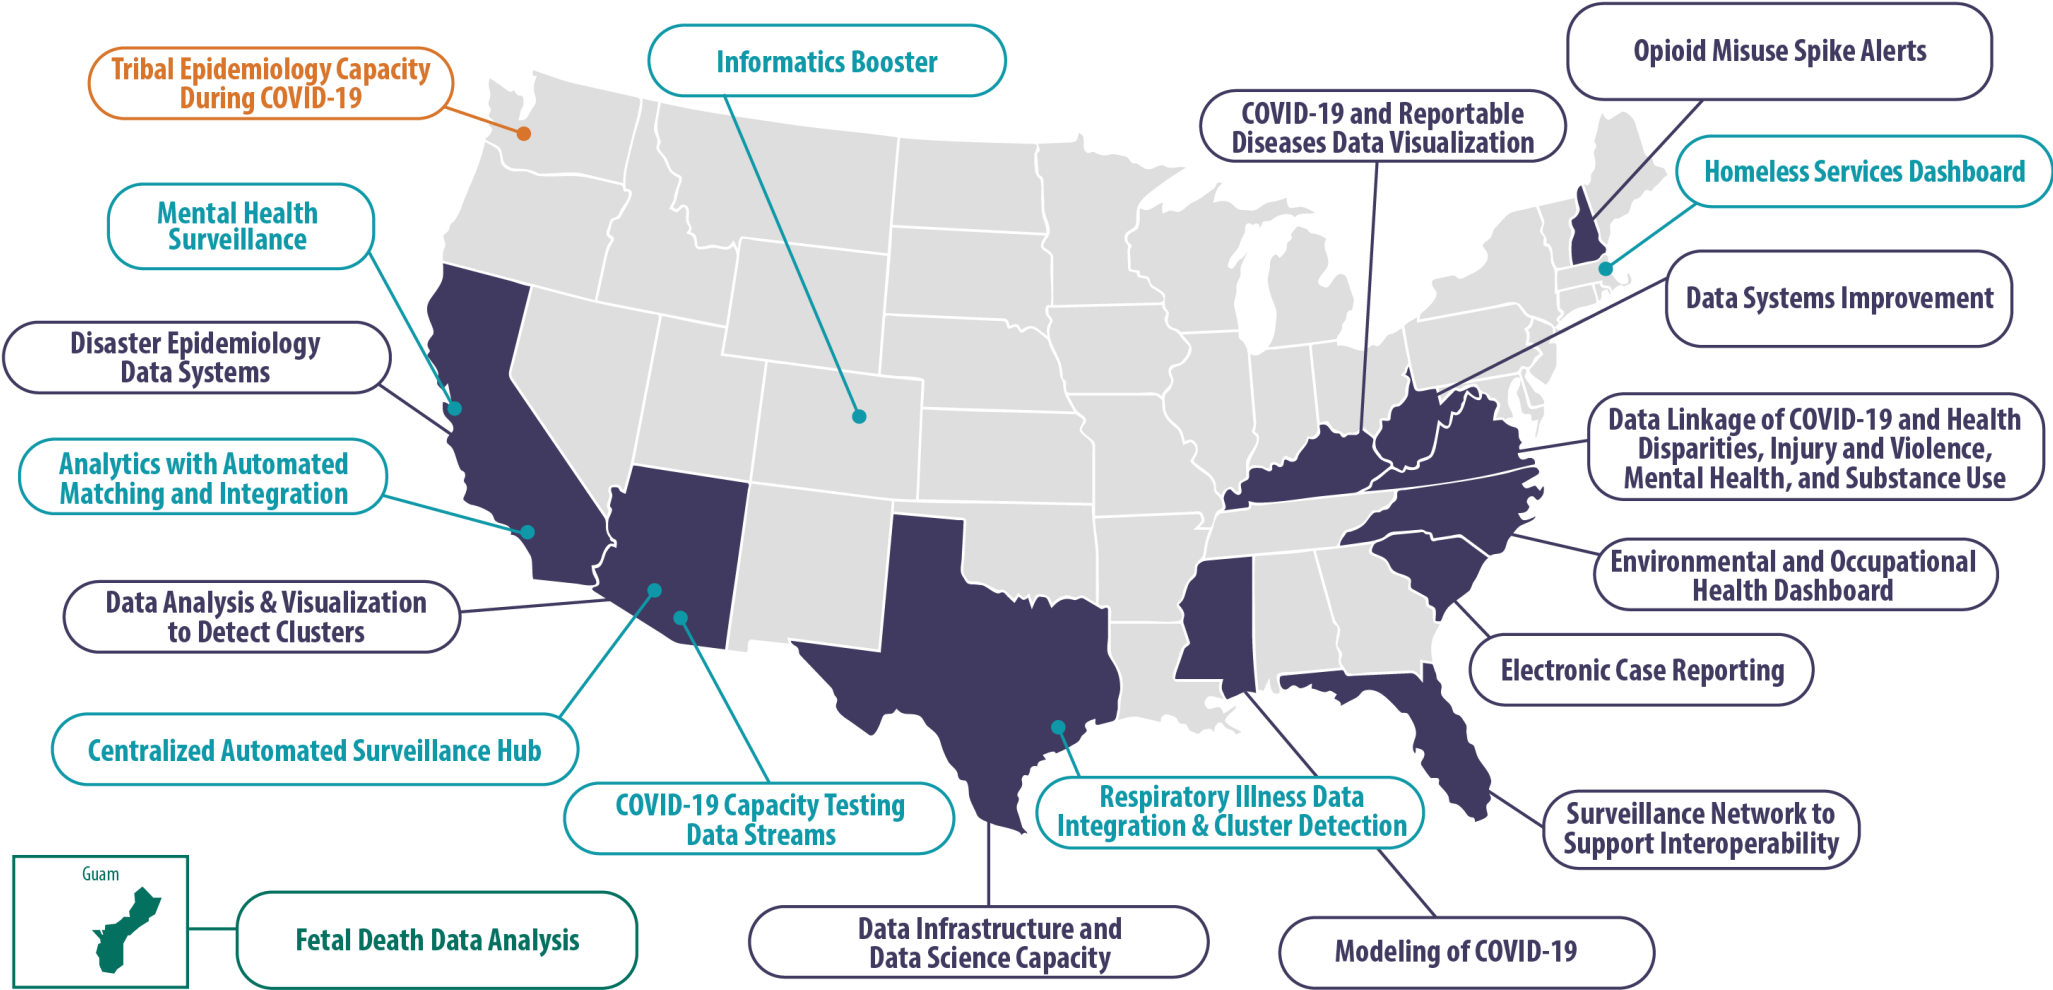 Opioid Misuse Spike Alerts
Informatics Booster
Tribal Epidemiology Capacity
During COVID-19
COVID-19 and Reportable
Diseases Data Visualization
Homeless Services Dashboard
Mental Health
Surveillance
Data Systems Improvement
Disaster Epidemiology
Data Systems
Data Linkage of COVID-19 and Health
Disparities, Injury and Violence,
Mental Health, and Substance Use
Analytics with Automated
Matching and Integration
Environmental and Occupational
Health Dashboard
Data Analysis & Visualization
to Detect Clusters
Electronic Case Reporting
Centralized Automated Surveillance Hub
COVID-19 Capacity Testing
Data Streams
Respiratory Illness Data
Integration & Cluster Detection
Surveillance Network to
Support Interoperability
Guam
Fetal Death Data Analysis
Data Infrastructure and
Data Science Capacity
Modeling of COVID-19